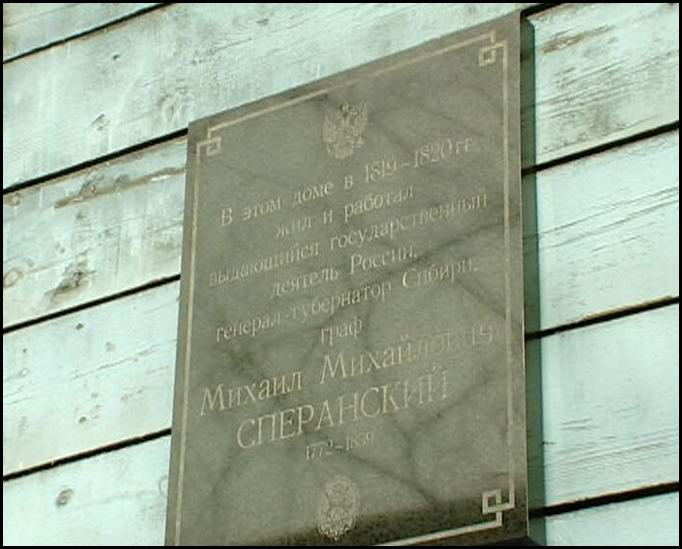 В этом доме в 1819-1820 гг.
жил и работал
выдающийся государственный
деятель России,
генерал-губернатор Сибири,
граф
Михаил Михайлович
СПЕРАНСКИЙ
1772-1839